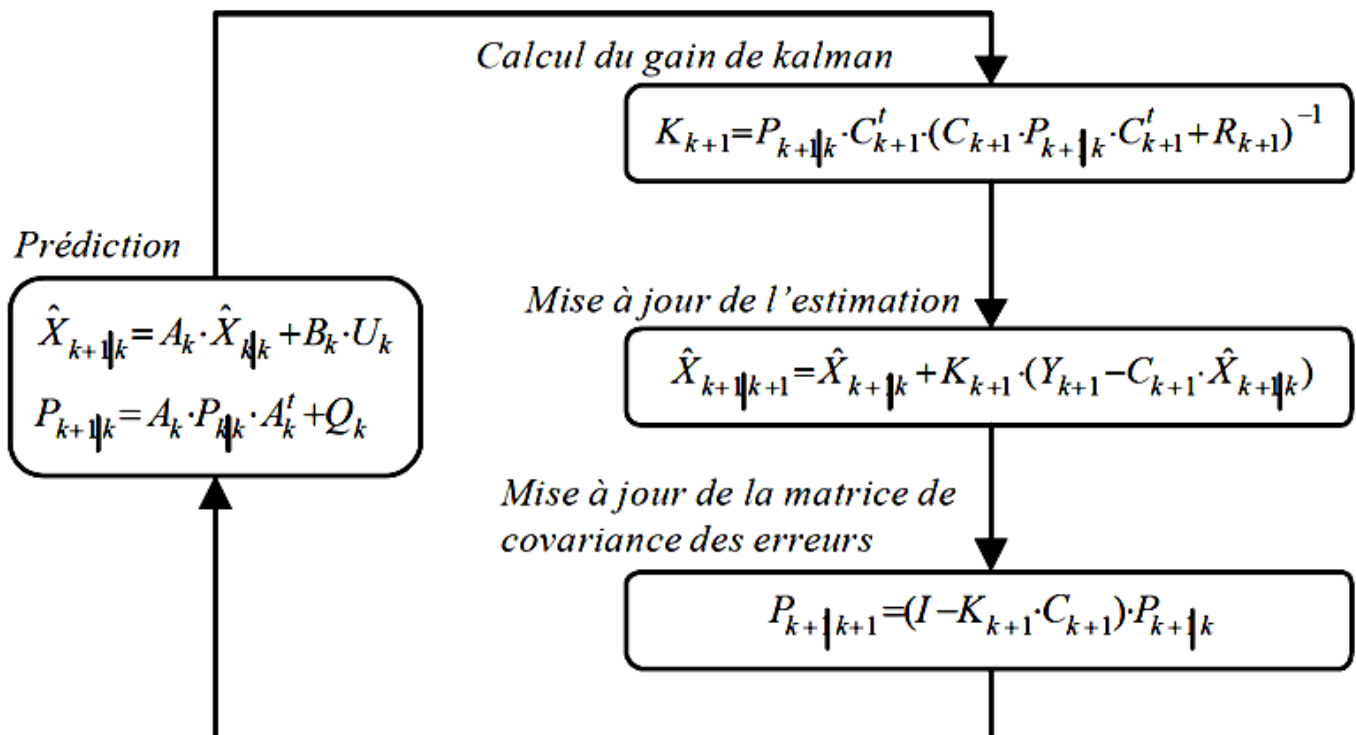 Calcul du gain de kalman
K_{k+1}=P_{k+1|k}·C^t_{k+1}·(C_{k+1}·P_{k+1|k}·C^t_{k+1}+R_{k+1})^{-1}
Prédiction
X̂_{k+1|k}=A_k·X̂_{k|k}+B_k·U_k
P_{k+1|k}=A_k·P_{k|k}·A^t_k+Q_k
Mise à jour de l’estimation
X̂_{k+1|k+1}=X̂_{k+1|k}+K_{k+1}·(Y_{k+1}−C_{k+1}·X̂_{k+1|k})
Mise à jour de la matrice de
covariance des erreurs
P_{k+1|k+1}=(I−K_{k+1}·C_{k+1})·P_{k+1|k}